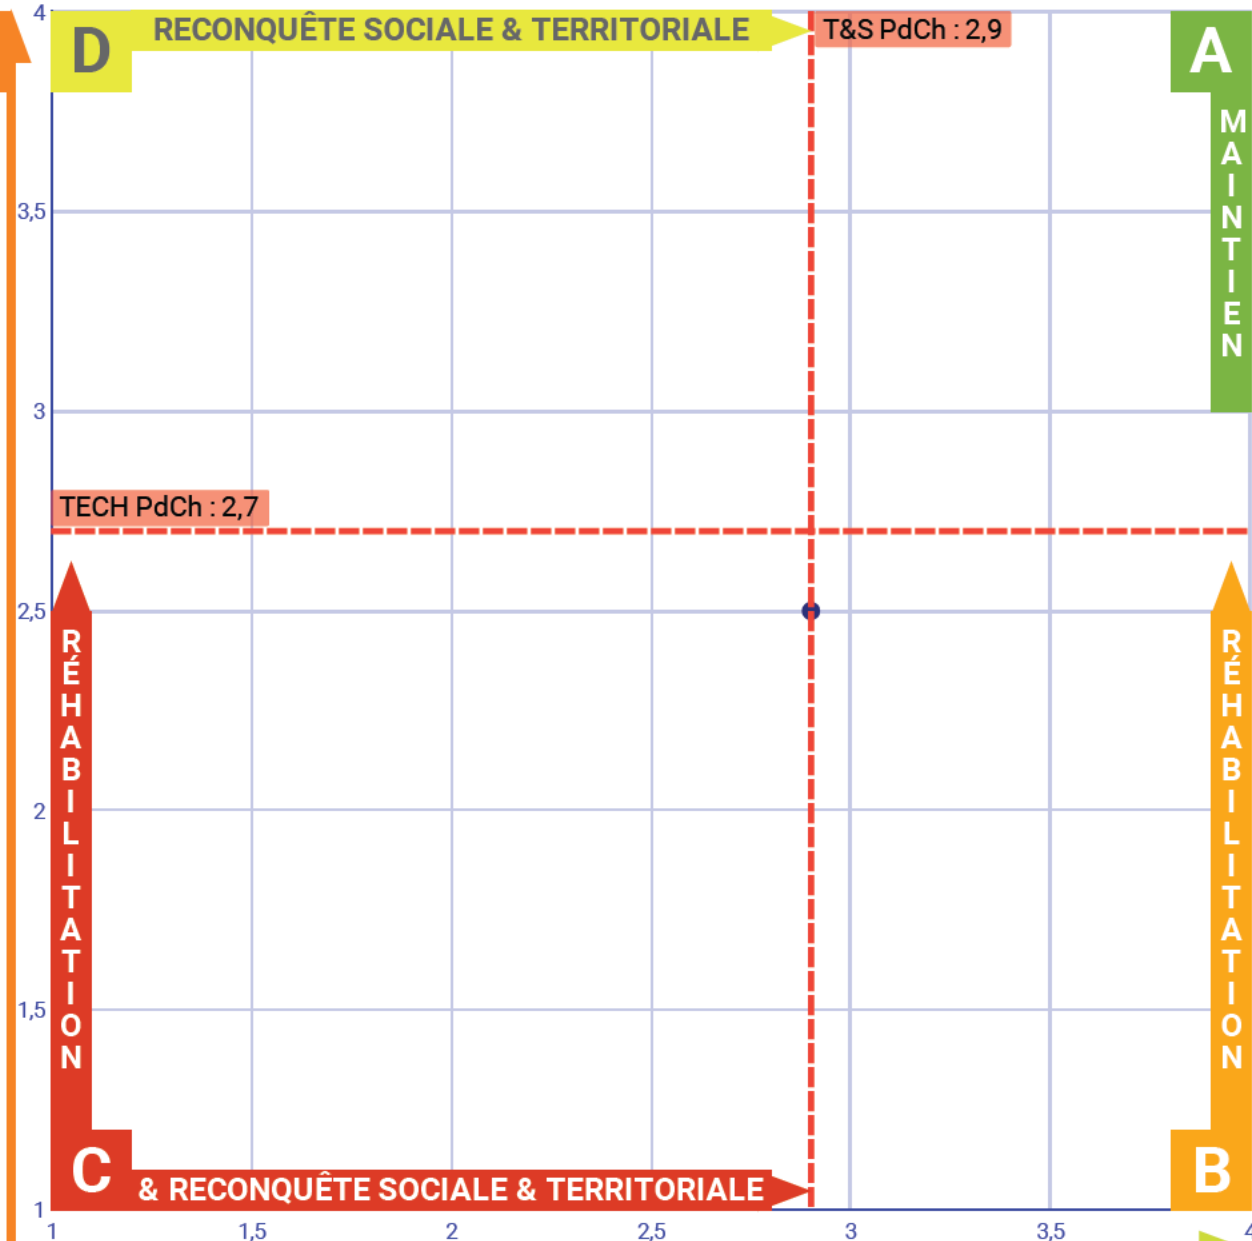 4
D
RECONQUÊTE SOCIALE & TERRITORIALE
T&S PdCh : 2,9
A
MAINTIEN
3,5
3
TECH PdCh : 2,7
2,5
RÉHABILITATION
RÉHABILITATION
2
1,5
C
& RECONQUÊTE SOCIALE & TERRITORIALE
B
1
1
1,5
2
2,5
3
3,5
4